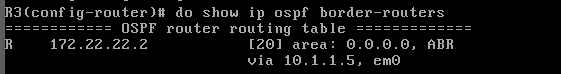 R3(config-router)# do show ip ospf border-routers
============ OSPF router routing table =============
R    172.22.22.2           [20] area: 0.0.0.0, ABR
                           via 10.1.1.5, em0